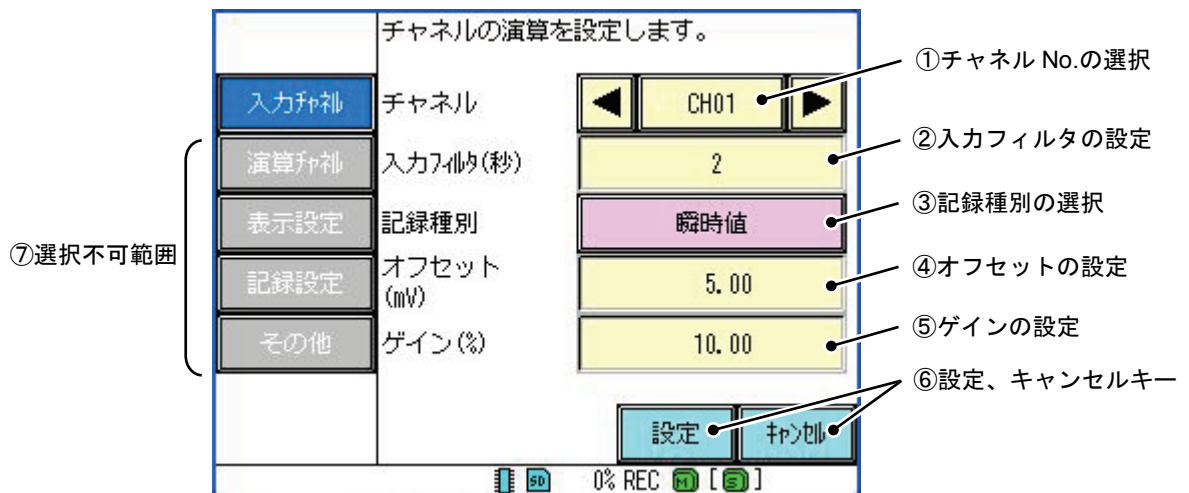 チャネルの演算を設定します。
入力ﾁｬﾈﾙ
チャネル
◀ CH01 ▶
①チャネル No.の選択
演算ﾁｬﾈﾙ
入力ﾌｨﾙﾀ(秒)
2
②入力フィルタの設定
表示設定
記録種別
瞬時値
③記録種別の選択
⑦選択不可範囲
記録設定
オフセット
(mV)
5.00
④オフセットの設定
その他
ゲイン(%)
10.00
⑤ゲインの設定
⑥設定、キャンセルキー
設定
ｷｬﾝｾﾙ
SD 0% REC M [S]